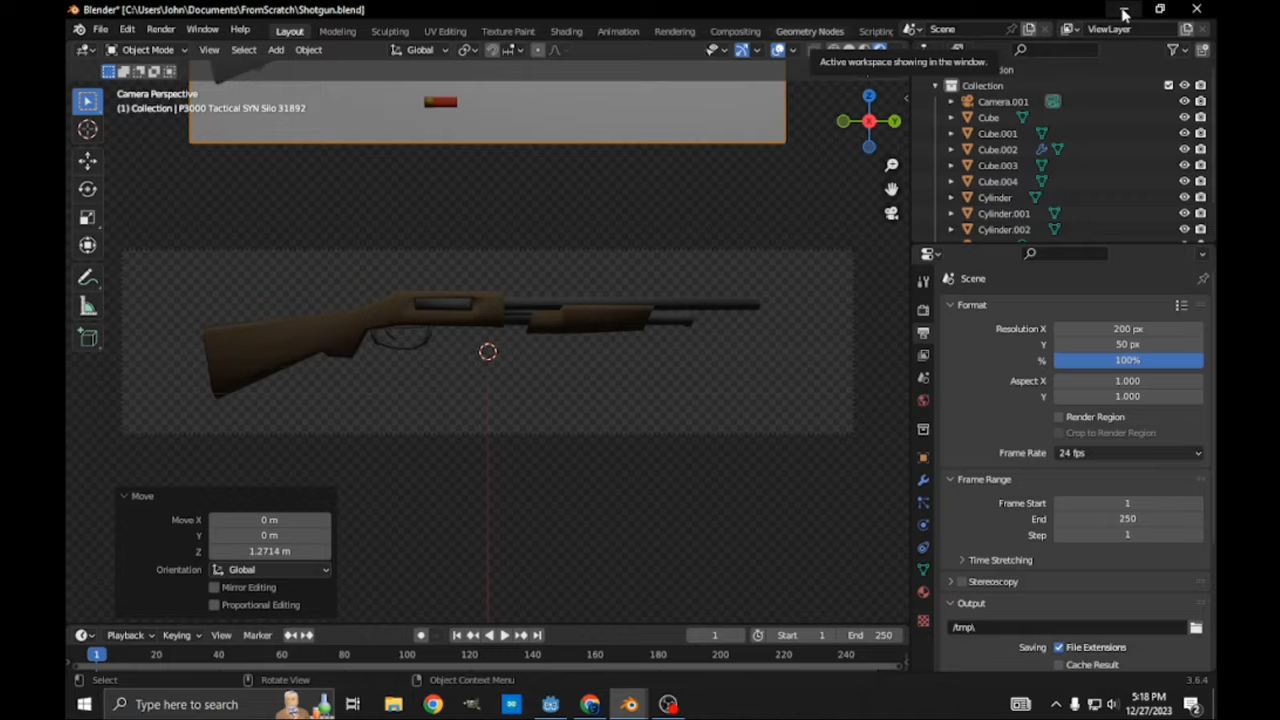 Blender* [C:\Users\John\Documents\FromScratch\Shotgun.blend]
File Edit Render Window Help Layout Modeling Sculpting UV Editing Texture Paint Shading Animation Rendering Compositing Geometry Nodes Scene ViewLayer
Object Mode View Select Add Object Global
Active workspace showing in the window.
Camera Perspective
(1) Collection | P3000 Tactical SYN Silo 31892
Z
X
Y
Collection
Camera.001
Cube
Cube.001
Cube.002
Cube.003
Cube.004
Cylinder
Cylinder.001
Cylinder.002
Scene
Format
Resolution X 200 px
Y 50 px
% 100%
Aspect X 1.000
Y 1.000
Render Region
Crop to Render Region
Frame Rate 24 fps
Frame Range
Frame Start 1
End 250
Step 1
Time Stretching
Stereoscopy
Output
/tmp\
Saving File Extensions
Cache Result
Move
Move X 0 m
Y 0 m
Z 1.2714 m
Orientation Global
Mirror Editing
Proportional Editing
Playback Keying View Marker 1 Start 1 End 250
1 20 40 60 80 100 120 140 160 180 200 220 240
Select Rotate View Object Context Menu 3.6.4
Type here to search
5:18 PM
12/27/2023
2